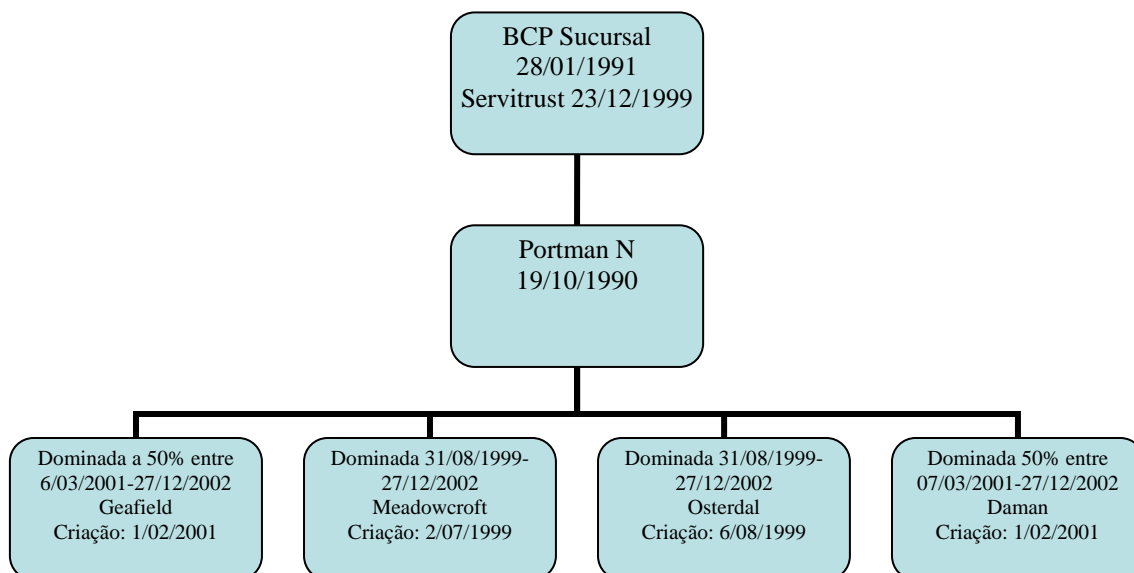 BCP Sucursal
28/01/1991
Servitrust 23/12/1999
Portman N
19/10/1990
Dominada a 50% entre
6/03/2001-27/12/2002
Geafield
Criação: 1/02/2001
Dominada 31/08/1999-
27/12/2002
Meadowcroft
Criação: 2/07/1999
Dominada 31/08/1999-
27/12/2002
Osterdal
Criação: 6/08/1999
Dominada 50% entre
07/03/2001-27/12/2002
Daman
Criação: 1/02/2001